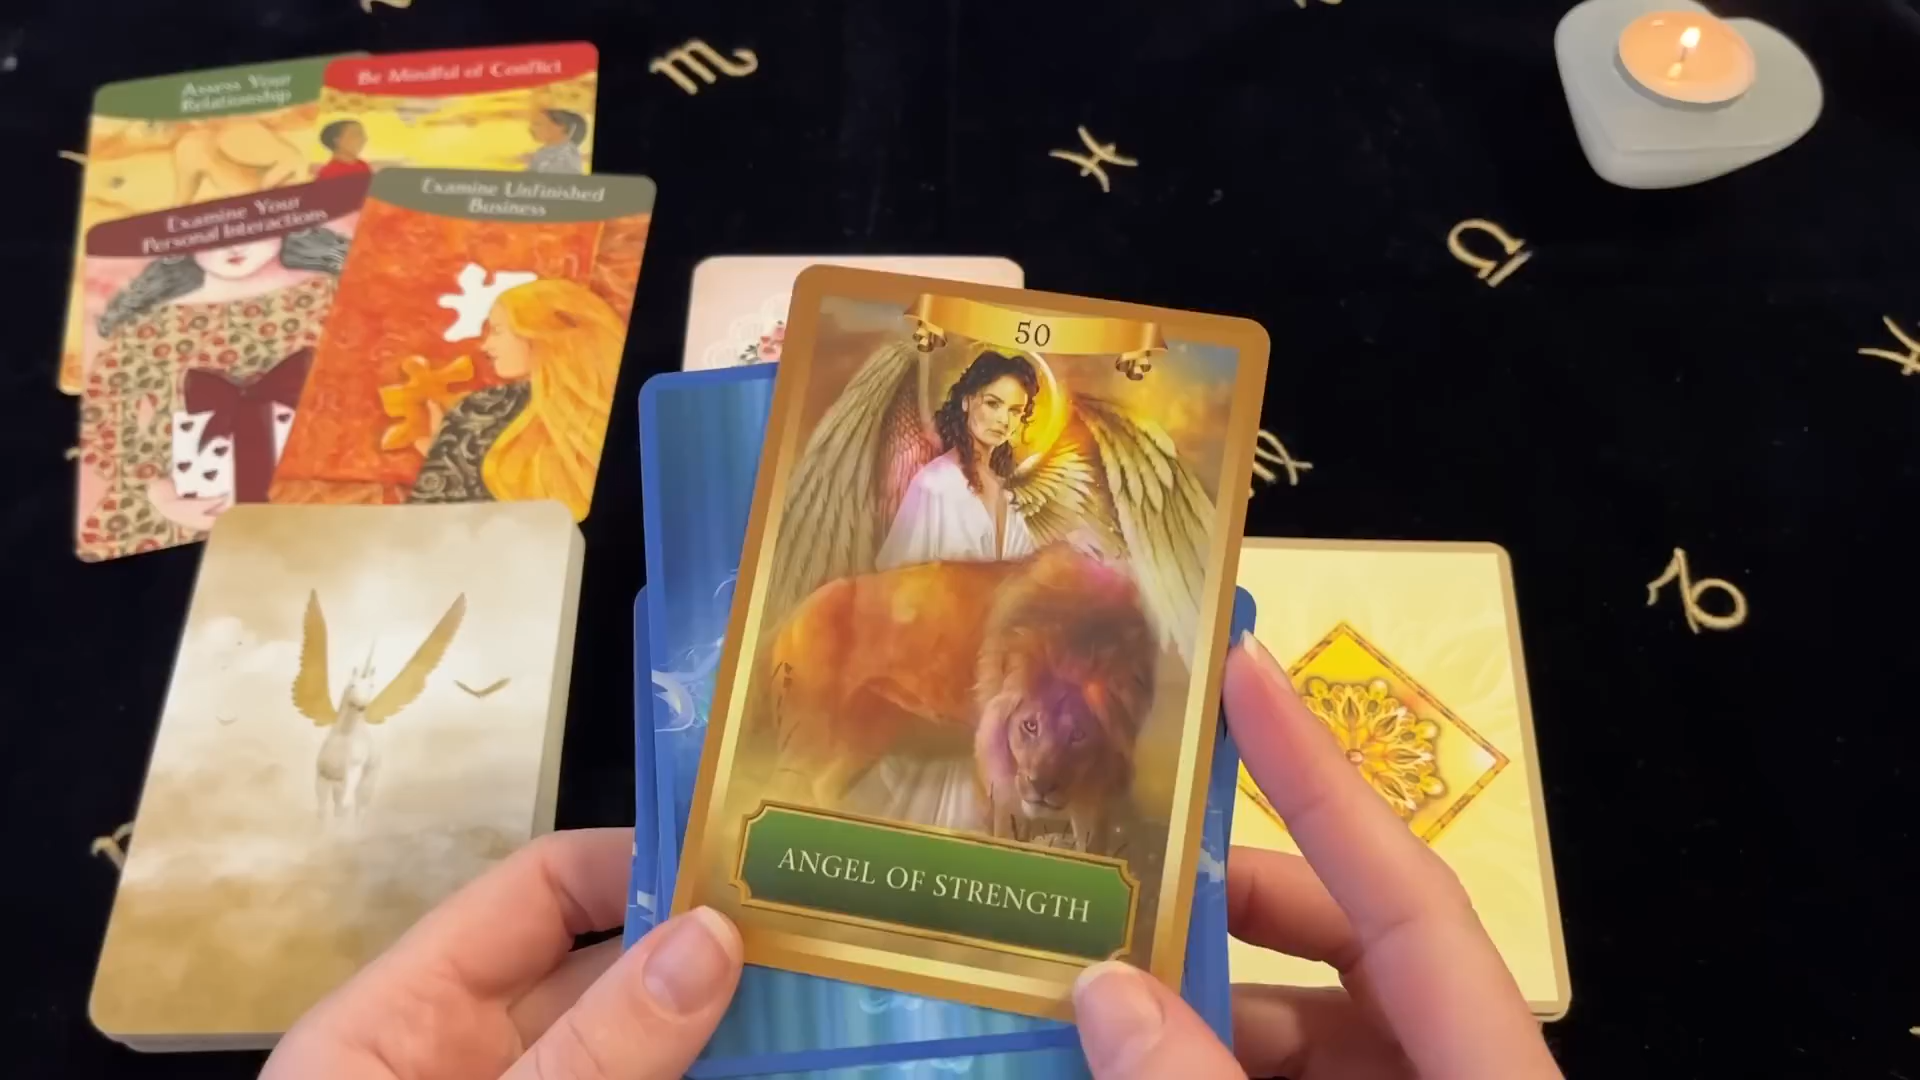 Assess Your
Relationship
Be Mindful of Conflict
Examine Your
Personal Interactions
Examine Unfinished
Business
50
ANGEL OF STRENGTH